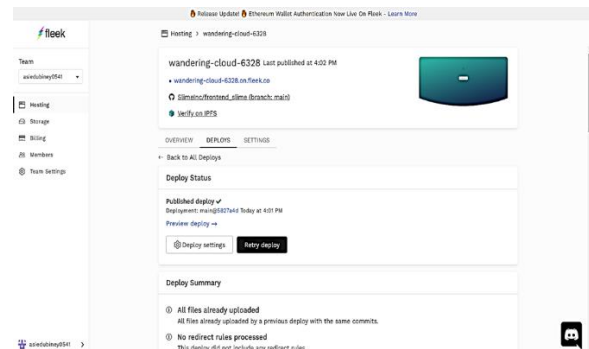 🔥 Release Update! 🔥 Ethereum Wallet Authentication Now Live On Fleek - Learn More
fleek
Hosting > wandering-cloud-6329
Team
asiedubiney0541
Hosting
Storage
Billing
Members
Team Settings
wandering-cloud-6328 Last published at 4:02 PM
wandering-cloud-6328.on.fleek.co
SlimeInc/frontend_slime (branch: main)
Verify on IPFS
OVERVIEW DEPLOYS SETTINGS
← Back to All Deploys
Deploy Status
Published deploy ✔
Deployment: main@5827e4d Today at 4:01 PM
Preview deploy →
Deploy settings Retry deploy
Deploy Summary
All files already uploaded
All files already uploaded by a previous deploy with the same commits.
No redirect rules processed
This deploy did not include any redirect rules.
asiedubiney0541 >